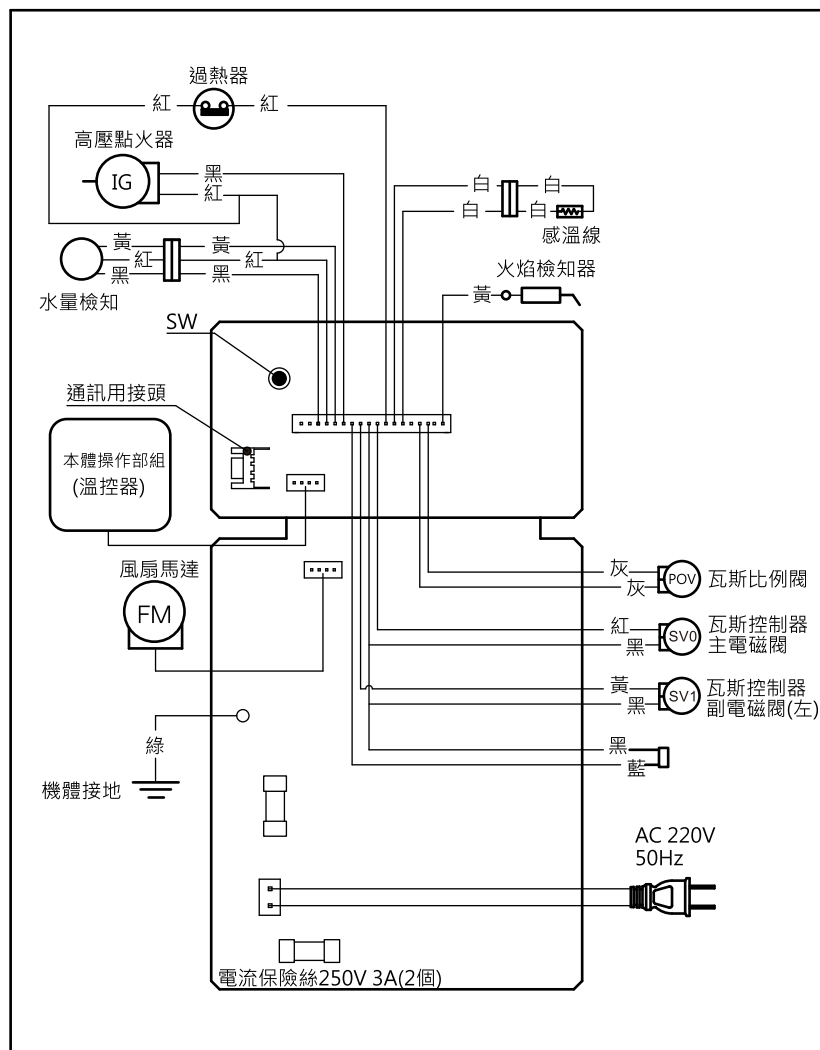 過熱器
紅
紅
高壓點火器
IG
黑
紅
白
白
白
白
感溫線
黃
黃
紅
紅
黑
黑
水量檢知
火焰檢知器
黃
SW
通訊用接頭
本體操作部組
(溫控器)
風扇馬達
FM
灰
灰
POV
瓦斯比例閥
紅
黑
SV0
瓦斯控制器
主電磁閥
黃
黑
SV1
瓦斯控制器
副電磁閥(左)
黑
藍
綠
機體接地
AC 220V
50Hz
電流保險絲250V 3A(2個)